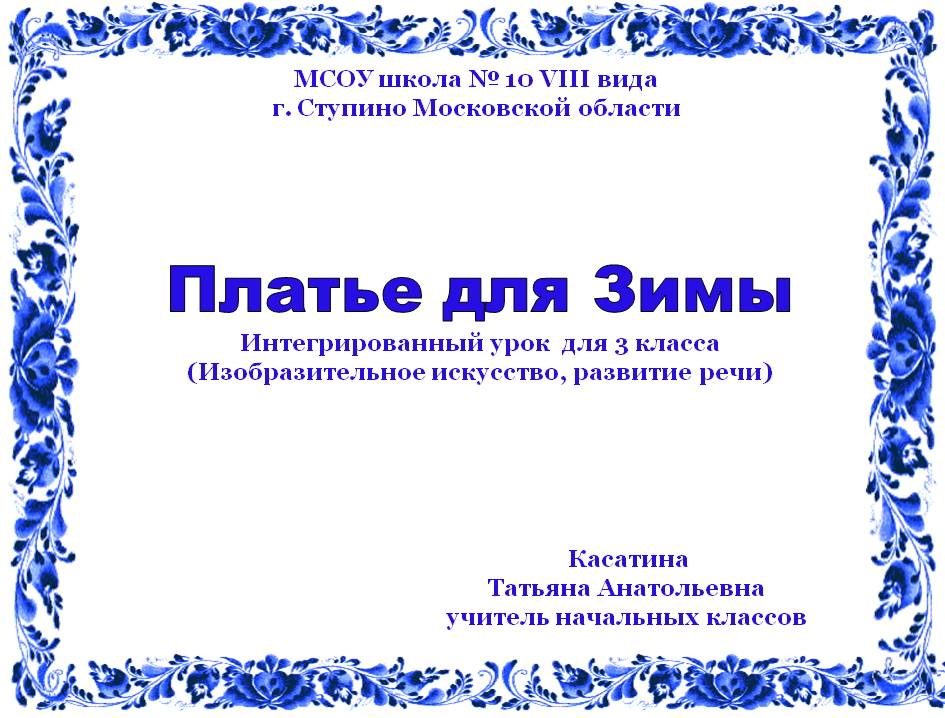 МСОУ школа № 10 VIII вида
г. Ступино Московской области
Платье для Зимы
Интегрированный урок для 3 класса
(Изобразительное искусство, развитие речи)
Касатина
Татьяна Анатольевна
учитель начальных классов